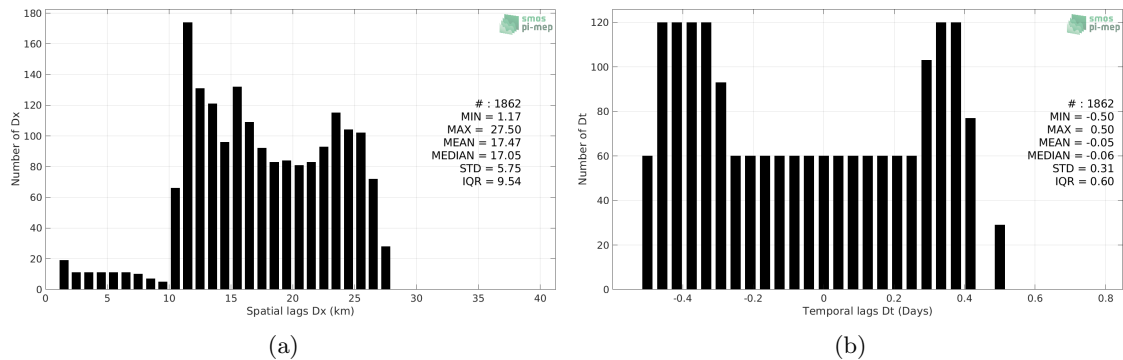 180
160
140
120
100
80
60
40
20
0
Number of Dx
0 5 10 15 20 25 30 35 40
Spatial lags Dx (km)
smos
pi-mep
# : 1862
MIN = 1.17
MAX = 27.50
MEAN = 17.47
MEDIAN = 17.05
STD = 5.75
IQR = 9.54
(a)
120
100
80
60
40
20
0
Number of Dt
-0.4 -0.2 0 0.2 0.4 0.6 0.8
Temporal lags Dt (Days)
smos
pi-mep
# : 1862
MIN = -0.50
MAX = 0.50
MEAN = -0.05
MEDIAN = -0.06
STD = 0.31
IQR = 0.60
(b)